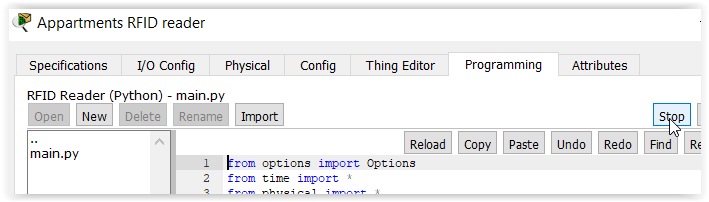 Appartments RFID reader
Specifications I/O Config Physical Config Thing Editor Programming Attributes
RFID Reader (Python) - main.py
Open New Delete Rename Import Stop
Reload Copy Paste Undo Redo Find Re
..
main.py
1 from options import Options
2 from time import *
3 from physical import *